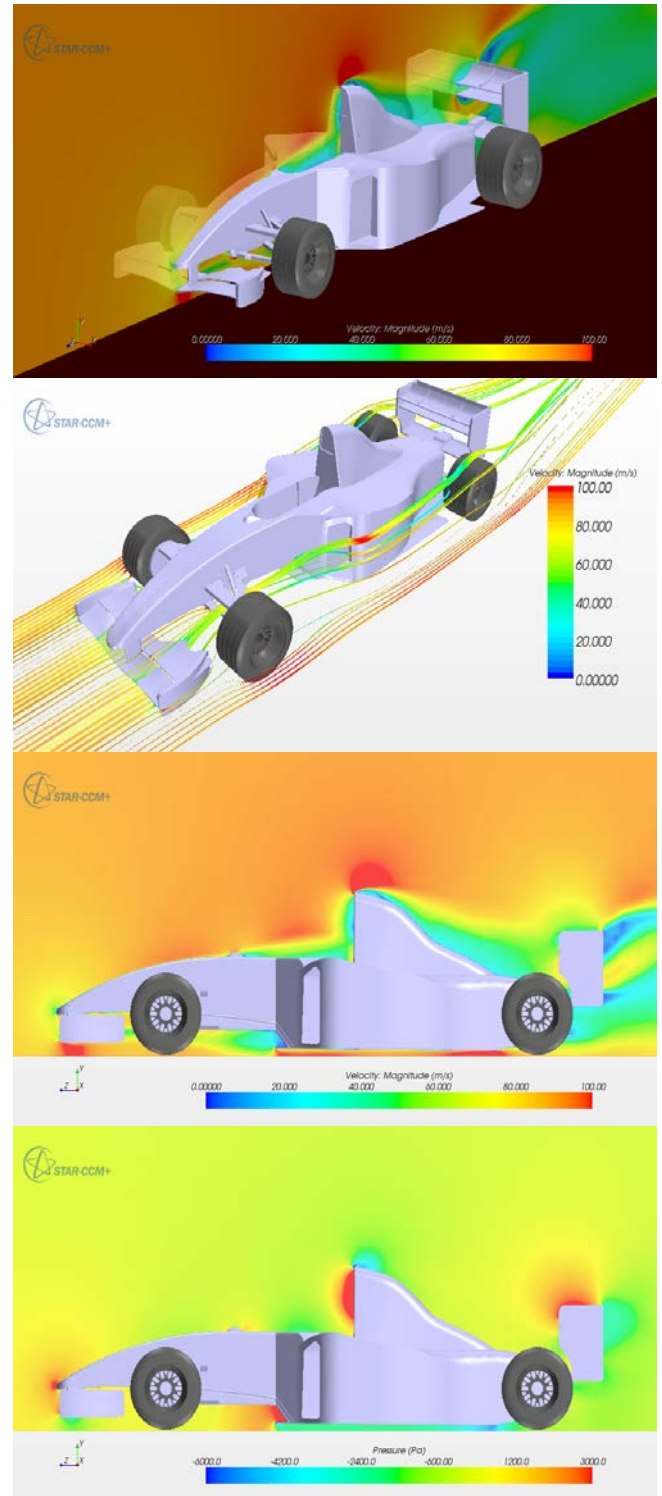 STAR-CCM+
Velocity: Magnitude (m/s)
0.00000 20.000 40.000 60.000 80.000 100.00
STAR-CCM+
Velocity: Magnitude (m/s)
100.00
80.000
60.000
40.000
20.000
0.00000
STAR-CCM+
Y
Z X
Velocity: Magnitude (m/s)
0.00000 20.000 40.000 60.000 80.000 100.00
STAR-CCM+
Y
Z X
Pressure (Pa)
-6000.0 -4200.0 -2400.0 -600.00 1200.0 3000.0